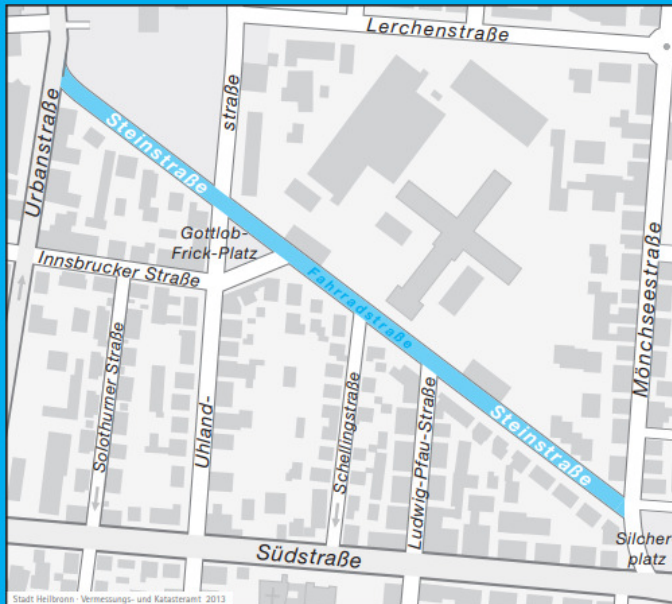 Lerchenstraße
Steinstraße
straße
Urbanstraße
Gottlob-
Frick-Platz
Innsbrucker Straße
Fahrradstraße
Mönchseestraße
Solothurner Straße
Uhland-
Schellingstraße
Ludwig-Pfau-Straße
Steinstraße
Silcher
platz
Südstraße
Stadt Heilbronn · Vermessungs- und Katasteramt 2013